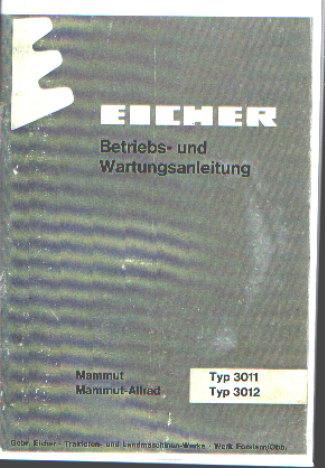 EICHER
Betriebs- und
Wartungsanleitung
Mammut Typ 3011
Mammut-Allrad Typ 3012
Gebr. Eicher - Traktoren- und Landmaschinen-Werke - Werk Forstern/Obb.